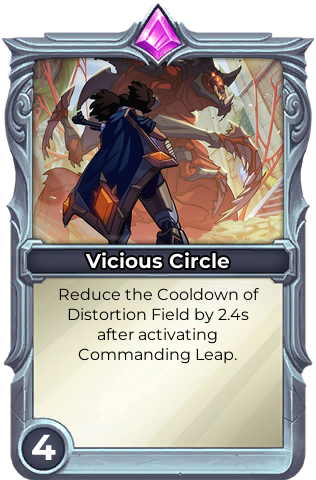 Vicious Circle
Reduce the Cooldown of
Distortion Field by 2.4s
after activating
Commanding Leap.
4